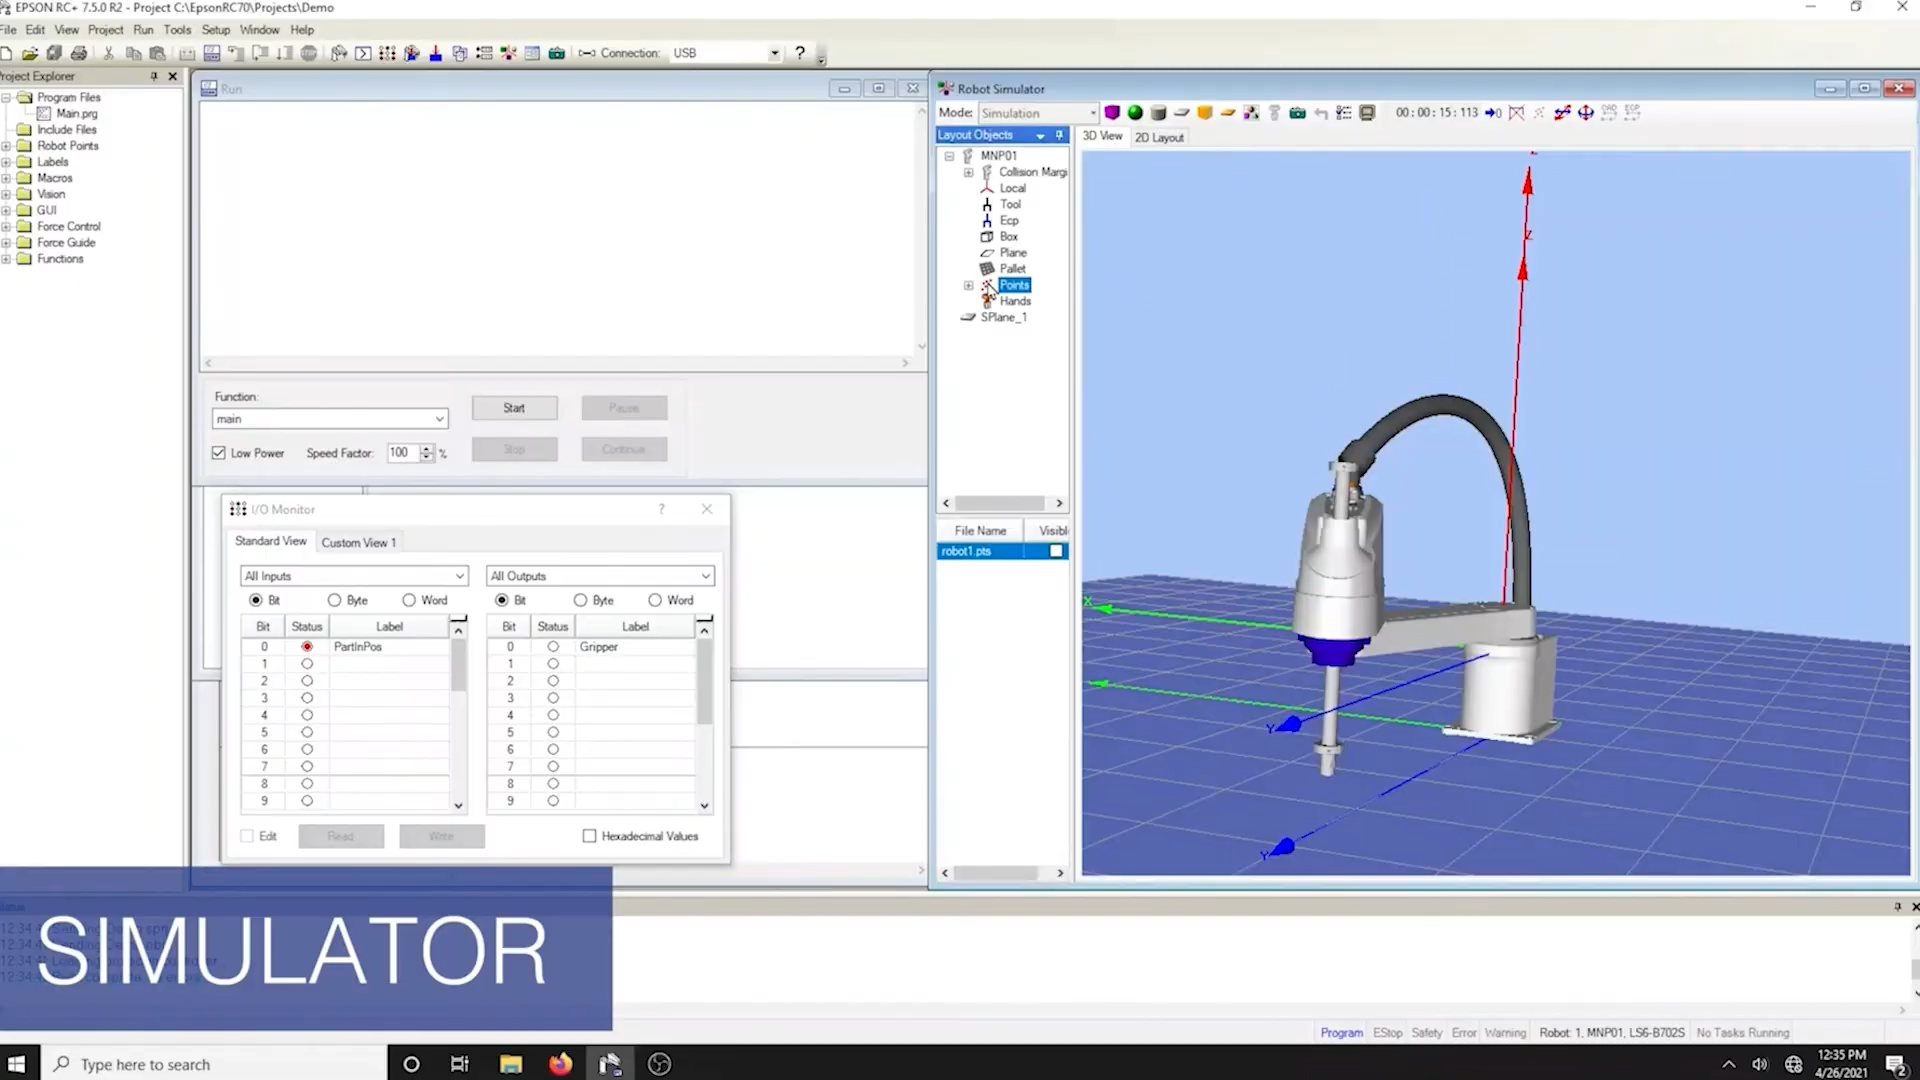 EPSON RC+ 7.5.0 R2 - Project C:\EpsonRC70\Projects\Demo
File Edit View Project Run Tools Setup Window Help
Connection: USB ?
Project Explorer
Program Files
Main.prg
Include Files
Robot Points
Labels
Macros
Vision
GUI
Force Control
Force Guide
Functions
Run
Function:
main
Start
Pause
Low Power
Speed Factor:
100
%
Stop
Continue
I/O Monitor
?
Standard View
Custom View 1
All Inputs
All Outputs
Bit Byte Word
Bit Byte Word
Bit Status Label
Bit Status Label
0 PartInPos
0 Gripper
1
1
2
2
3
3
4
4
5
5
6
6
7
7
8
8
9
9
Edit
Read
Write
Hexadecimal Values
Robot Simulator
Mode: Simulation
00:00:15:113
Layout Objects
3D View
2D Layout
MNP01
Collision Margi
Local
Tool
Ecp
Box
Plane
Pallet
Points
Hands
SPlane_1
File Name
Visibl
robot1.pts
Z
X
Y
Y
SIMULATOR
Program EStop Safety Error Warning Robot: 1, MNP01, LS6-B702S No Tasks Running
Type here to search
12:35 PM
4/26/2021
2